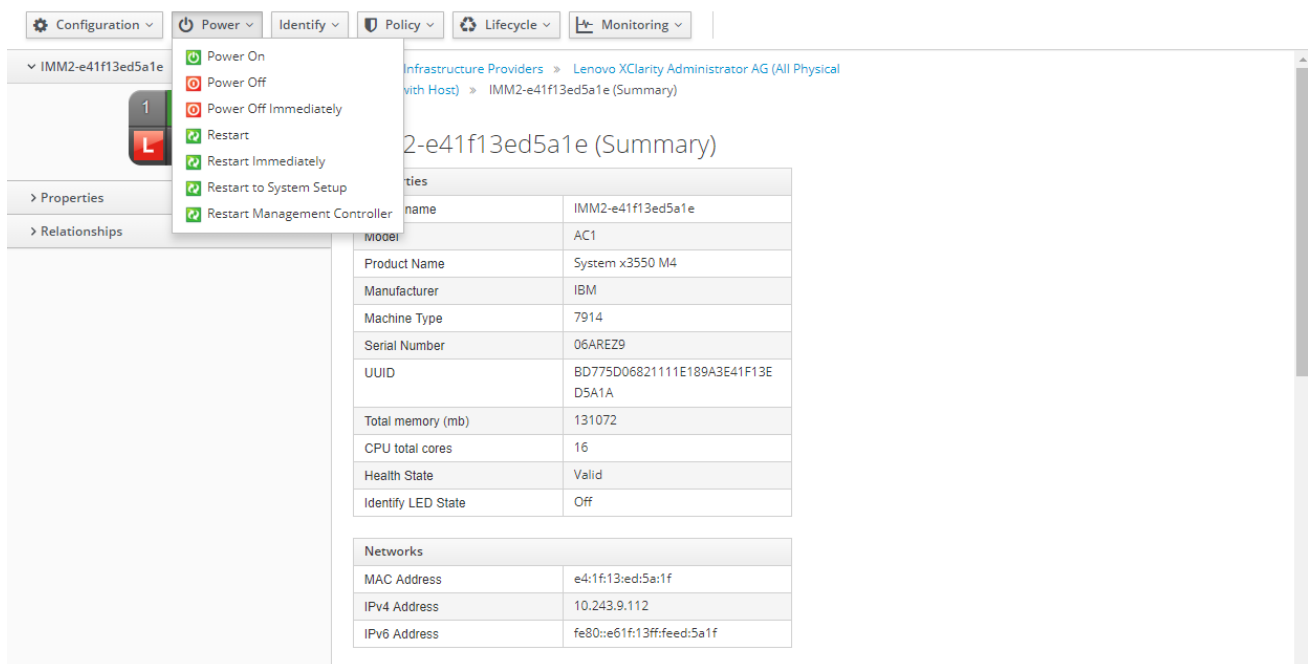 Configuration
Power
Identify
Policy
Lifecycle
Monitoring
Power On
Power Off
Power Off Immediately
Restart
Restart Immediately
Restart to System Setup
Restart Management Controller
IMM2-e41f13ed5a1e
1
L
Properties
Relationships
Infrastructure Providers » Lenovo XClarity Administrator AG (All Physical
with Host) » IMM2-e41f13ed5a1e (Summary)
2-e41f13ed5a1e (Summary)
ties
name IMM2-e41f13ed5a1e
Model AC1
Product Name System x3550 M4
Manufacturer IBM
Machine Type 7914
Serial Number 06AREZ9
UUID BD775D06821111E189A3E41F13E
D5A1A
Total memory (mb) 131072
CPU total cores 16
Health State Valid
Identify LED State Off
Networks
MAC Address e4:1f:13:ed:5a:1f
IPv4 Address 10.243.9.112
IPv6 Address fe80::e61f:13ff:feed:5a1f